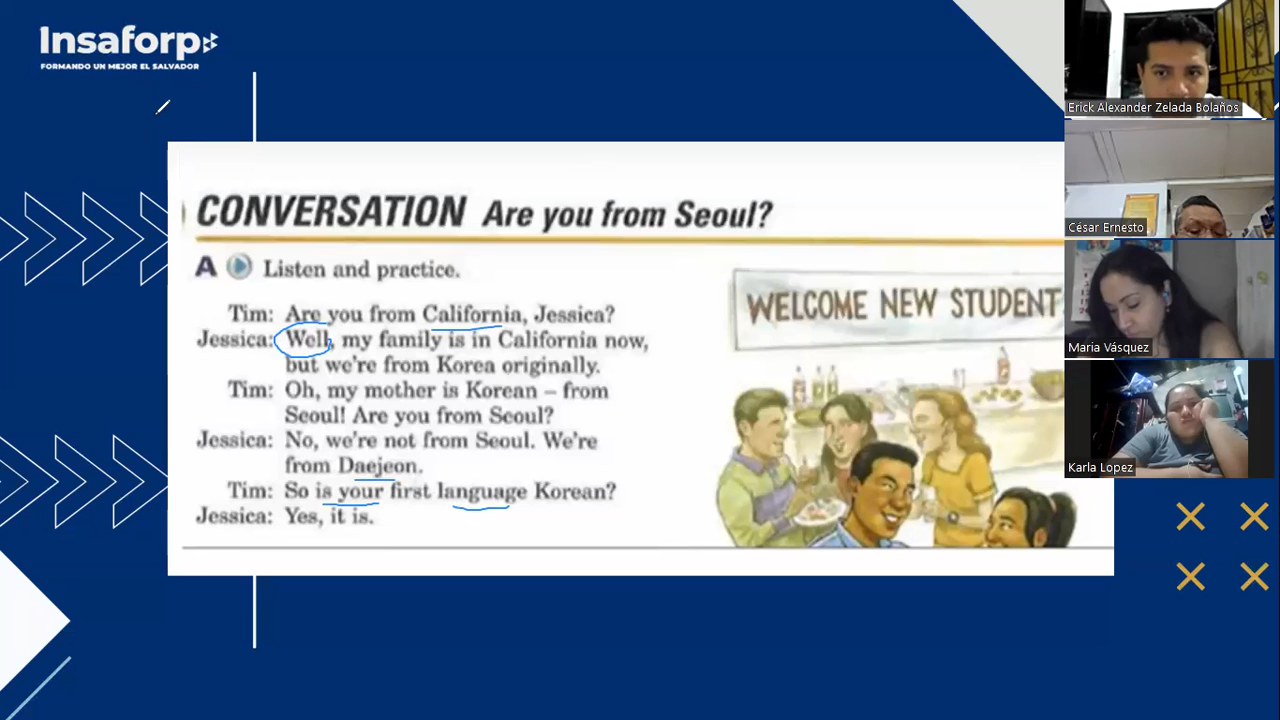 Insaforp
FORMANDO UN MEJOR EL SALVADOR
CONVERSATION Are you from Seoul?
A Listen and practice.
Tim: Are you from California, Jessica?
Jessica: Well, my family is in California now,
but we're from Korea originally.
Tim: Oh, my mother is Korean – from
Seoul! Are you from Seoul?
Jessica: No, we're not from Seoul. We're
from Daejeon.
Tim: So is your first language Korean?
Jessica: Yes, it is.
WELCOME NEW STUDENT
Erick Alexander Zelada Bolaños
César Ernesto
Maria Vásquez
Karla Lopez